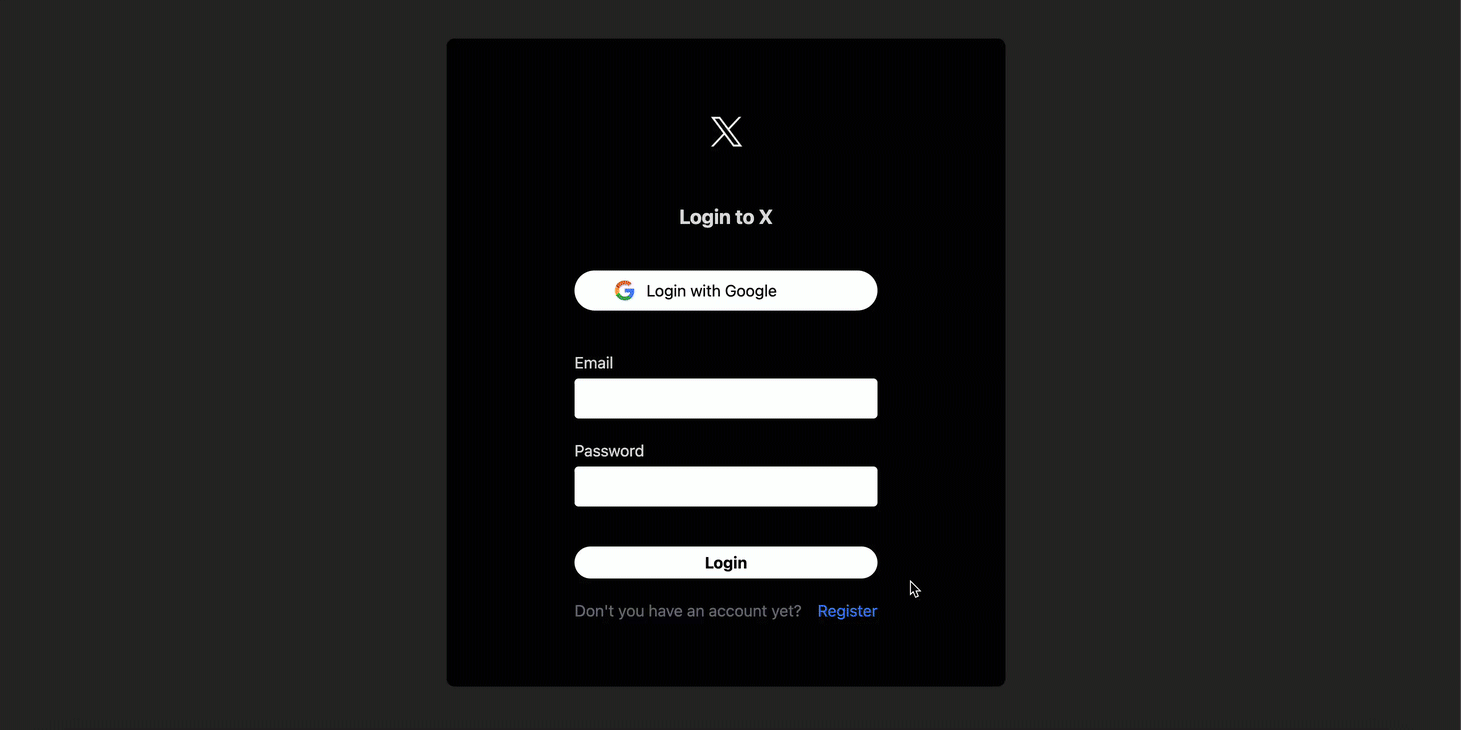 Login to X
Login with Google
Email
Password
Login
Don't you have an account yet? Register